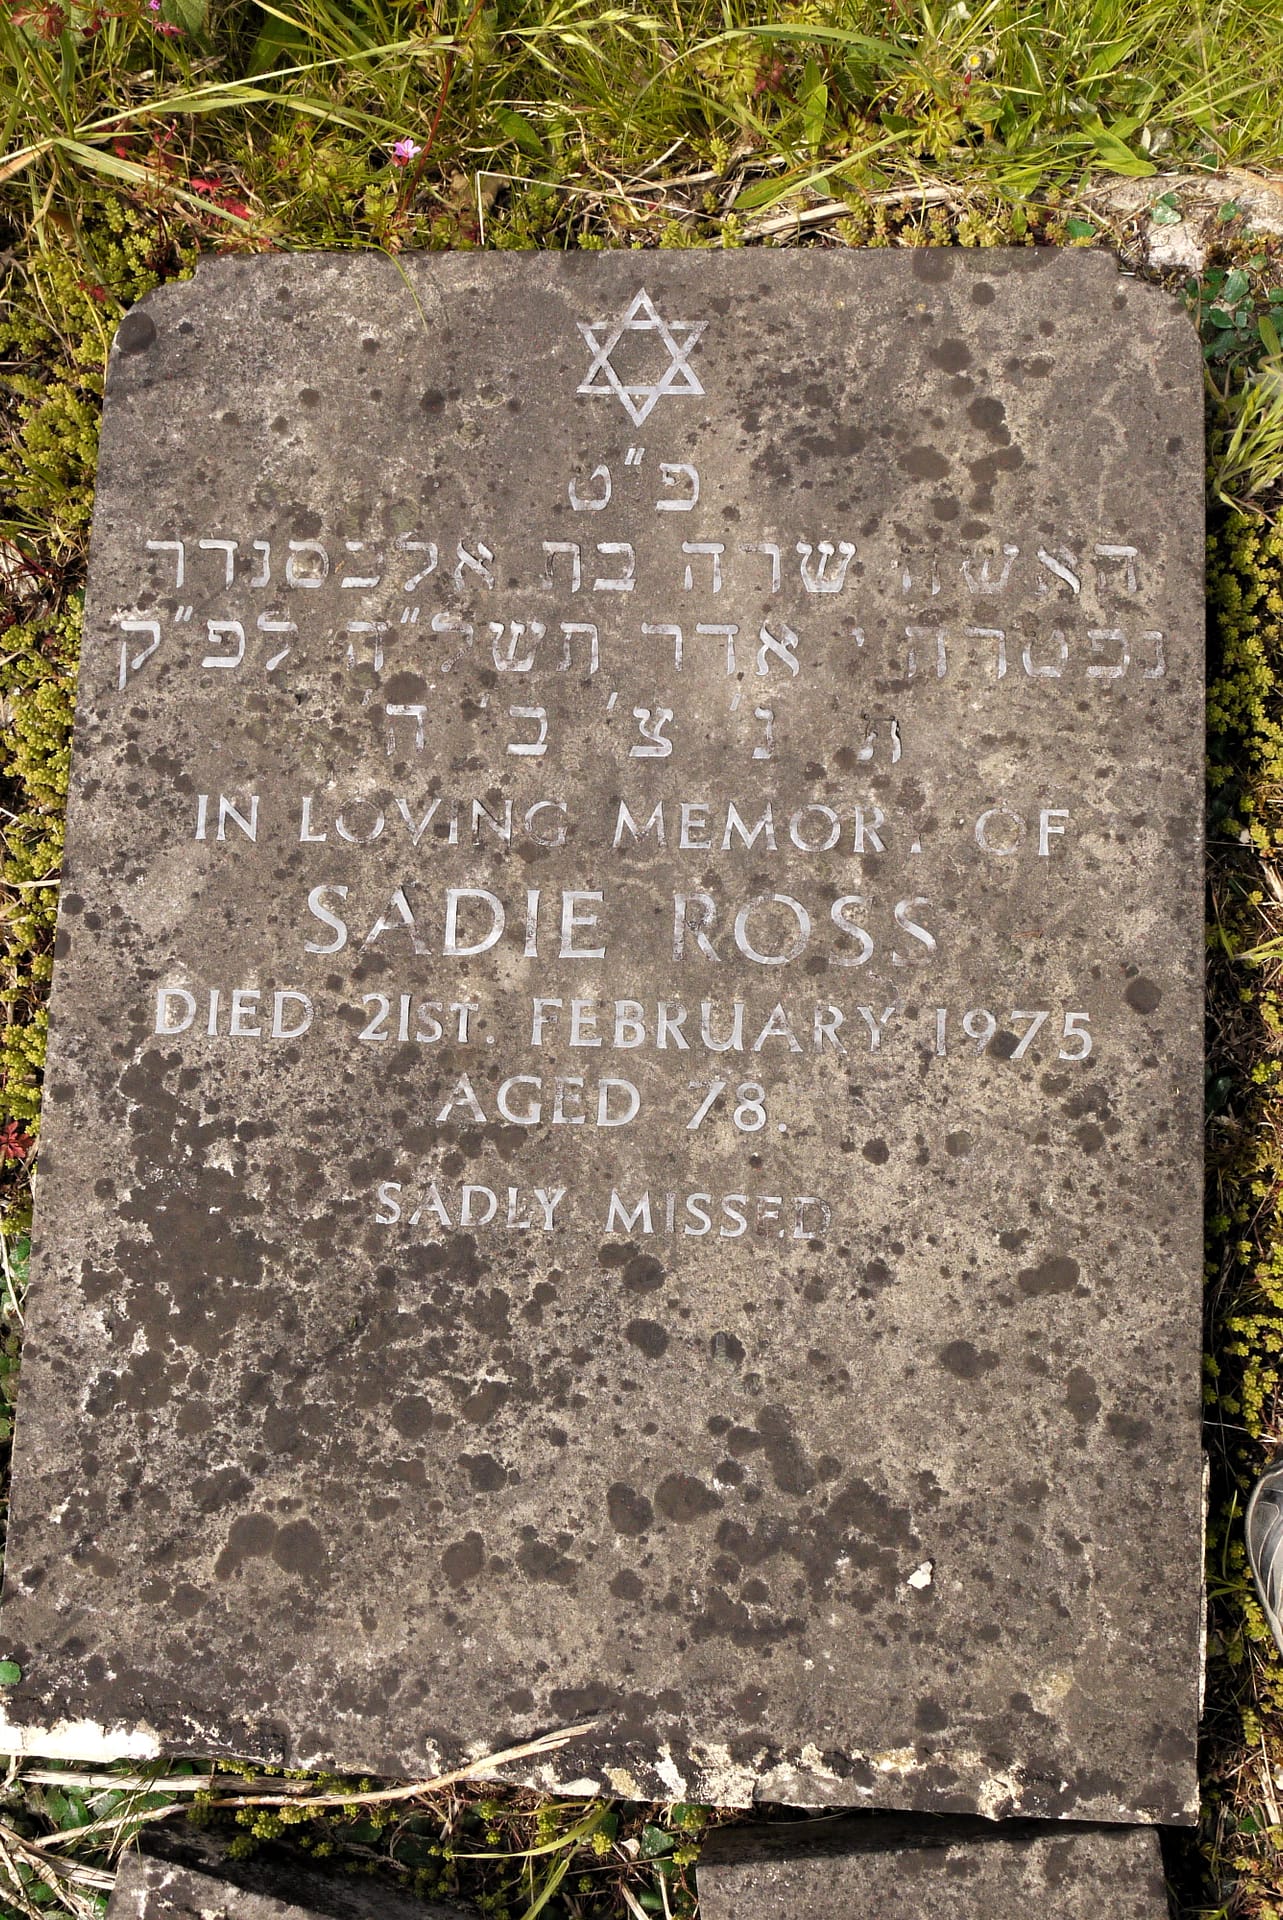 פ״ט
האשה שרה בת אלכסנדר
נפטרה י אדר תשל״ה לפ״ק
ת נ׳ צ׳ ב׳ ה׳
IN LOVING MEMORY OF
SADIE ROSS
DIED 21ST. FEBRUARY 1975
AGED 78.
SADLY MISSED